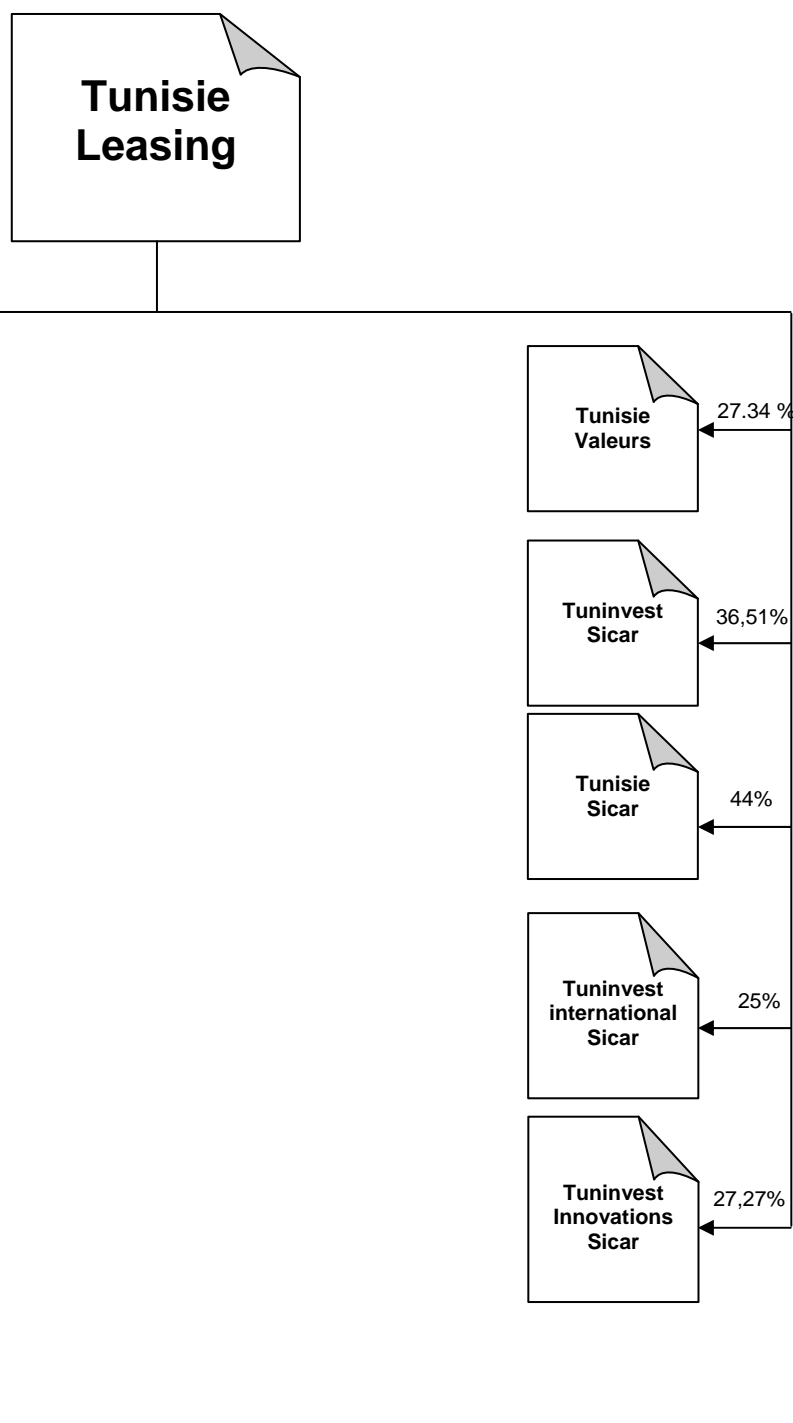 Tunisie
Leasing
Tunisie
Valeurs
27.34 %
Tuninvest
Sicar
36,51%
Tunisie
Sicar
44%
Tuninvest
international
Sicar
25%
Tuninvest
Innovations
Sicar
27,27%